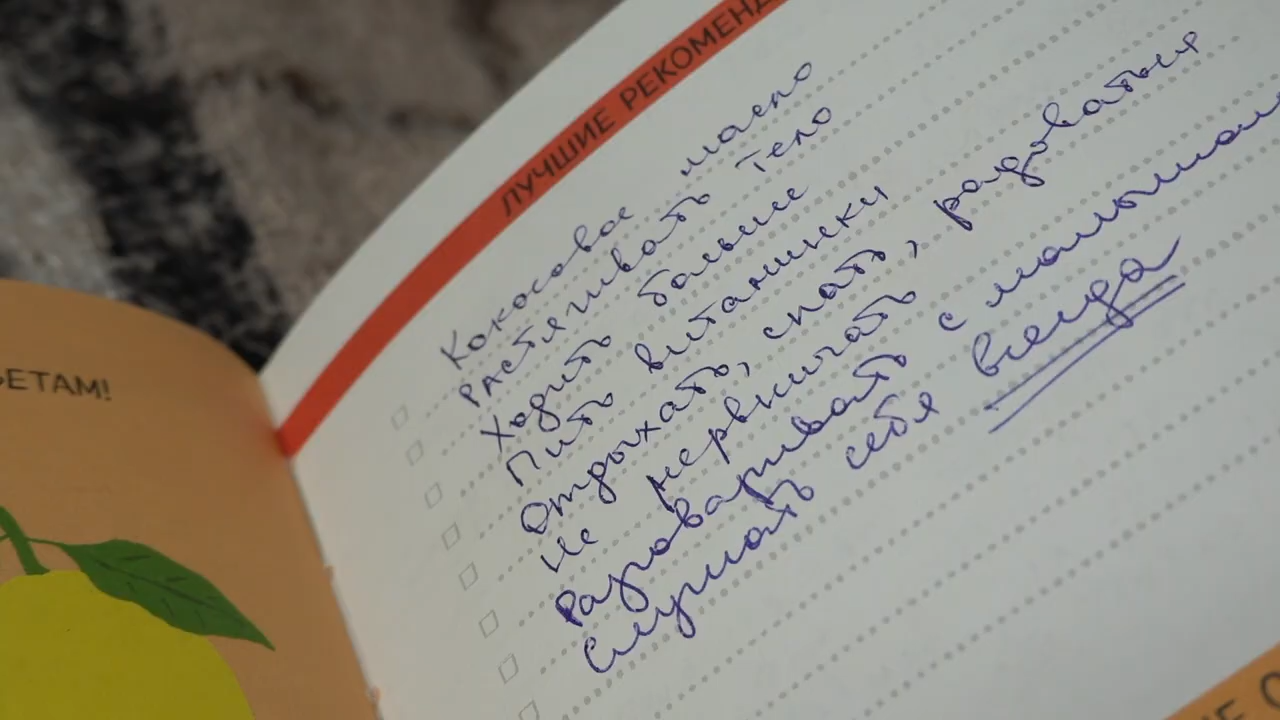 ЛУЧШИЕ РЕКОМЕНД
Кокосовое масло
Растягивать тело
Ходить больше
Пить витаминки
Отдыхать, спать, радоваться
Не нервничать
Разговаривать с малышом
Слушать себя всегда
ЕТАМ!
Е О